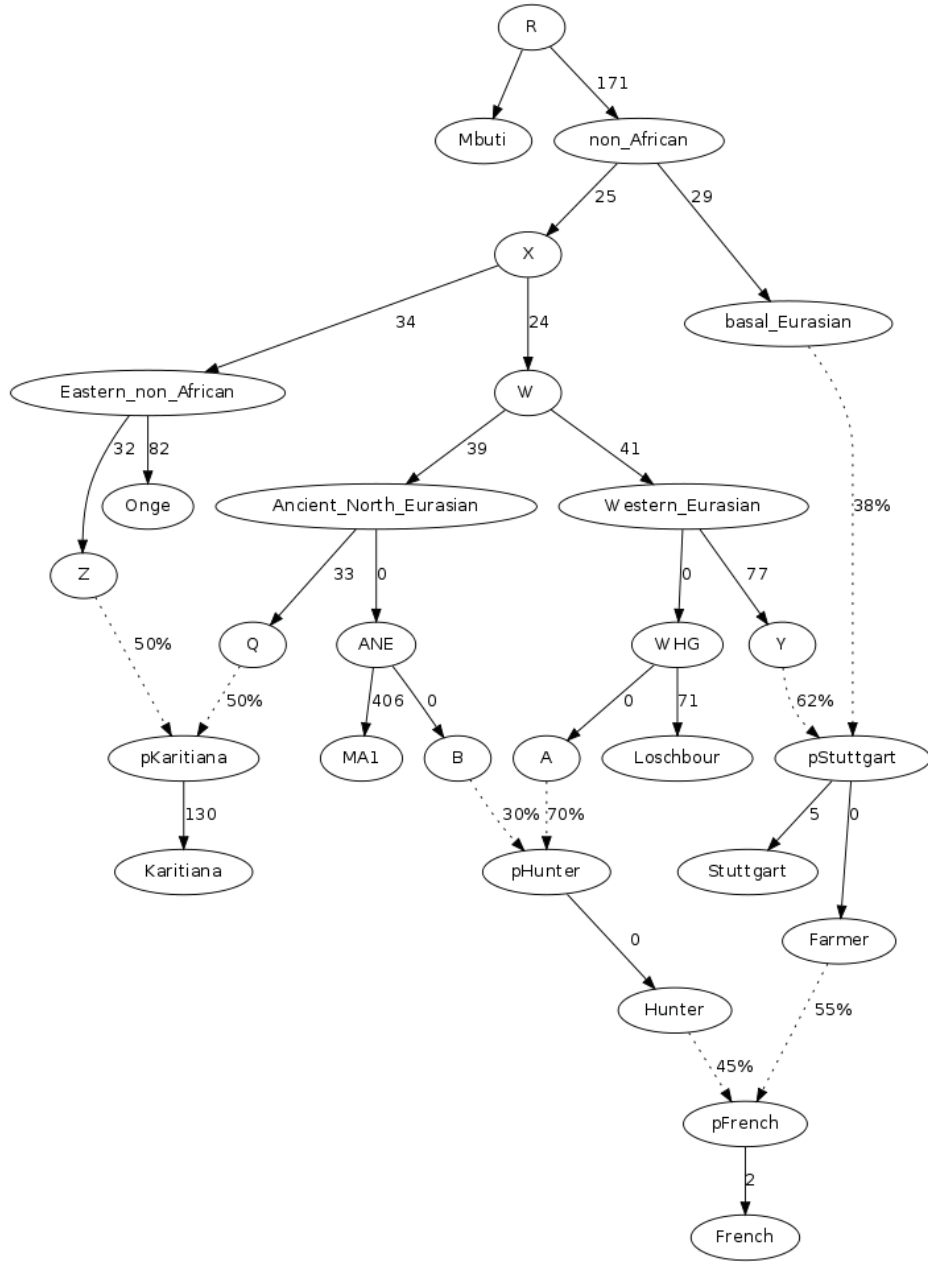 R
171
Mbuti
non_African
25
29
X
basal_Eurasian
34
24
Eastern_non_African
W
32
82
39
41
Onge
Ancient_North_Eurasian
Western_Eurasian
38%
Z
33
0
0
77
Q
ANE
WHG
Y
50%
50%
406
0
0
71
62%
pKaritiana
MA1
B
A
Loschbour
pStuttgart
130
30%
70%
5
0
Karitiana
pHunter
Stuttgart
0
Farmer
Hunter
55%
45%
pFrench
2
French